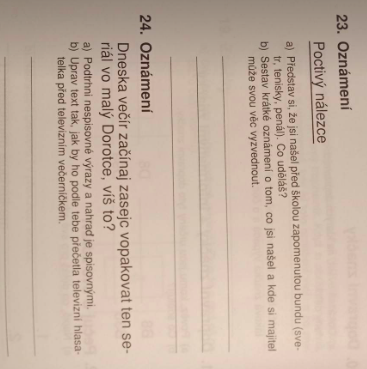 23. Oznámení
Poctivý nálezce
a) Představ si, že jsi našel před školou zapomenutou bundu (sve-
tr, tenisky, penál). Co uděláš?
b) Sestav krátké oznámení o tom, co jsi našel a kde si majitel
může svou věc vyzvednout.
24. Oznámení
Dneska večír začínaj zasejc vopakovat ten se-
riál vo malý Dorotce, víš to?
a) Podtrhni nespisovné výrazy a nahraď je spisovnými.
b) Uprav text tak, jak by ho podle tebe přečetla televizní hlasa-
telka před televizním večerníčkem.